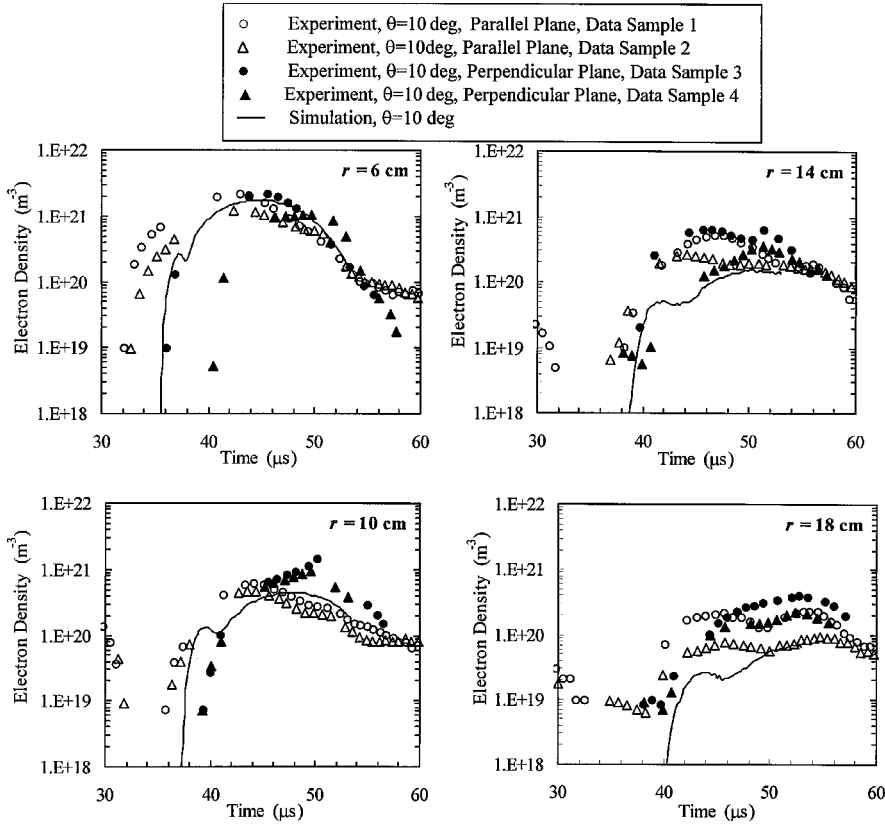 Experiment, θ=10 deg, Parallel Plane, Data Sample 1
Experiment, θ=10deg, Parallel Plane, Data Sample 2
Experiment, θ=10 deg, Perpendicular Plane, Data Sample 3
Experiment, θ=10 deg, Perpendicular Plane, Data Sample 4
Simulation, θ=10 deg
1.E+22
1.E+21
1.E+20
1.E+19
1.E+18
Electron Density (m⁻³)
r = 6 cm
30 40 50 60
Time (μs)
1.E+22
1.E+21
1.E+20
1.E+19
1.E+18
Electron Density (m⁻³)
r = 14 cm
30 40 50 60
Time (μs)
1.E+22
1.E+21
1.E+20
1.E+19
1.E+18
Electron Density (m⁻³)
r = 10 cm
30 40 50 60
Time (μs)
1.E+22
1.E+21
1.E+20
1.E+19
1.E+18
Electron Density (m⁻³)
r = 18 cm
30 40 50 60
Time (μs)